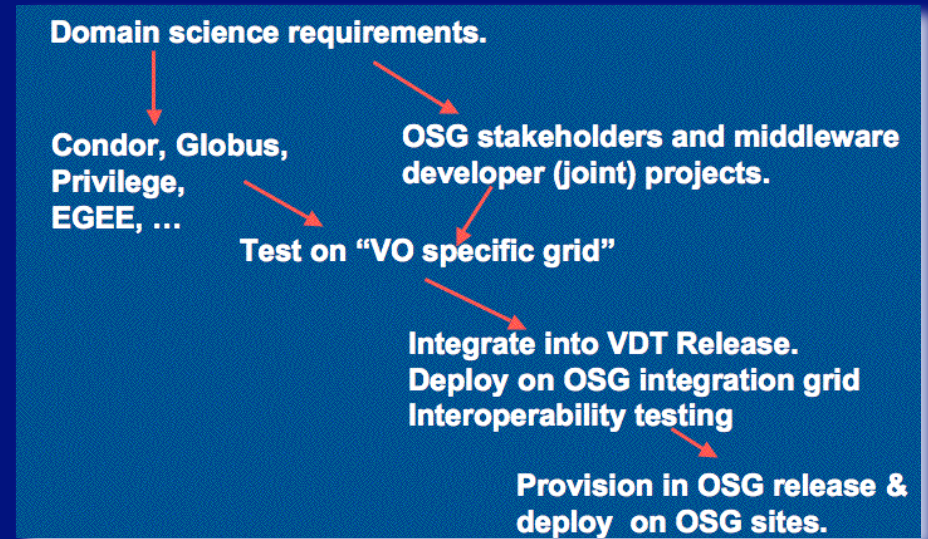 Domain science requirements.
Condor, Globus,
Privilege,
EGEE, ...
OSG stakeholders and middleware
developer (joint) projects.
Test on “VO specific grid”
Integrate into VDT Release.
Deploy on OSG integration grid
Interoperability testing
Provision in OSG release &
deploy on OSG sites.